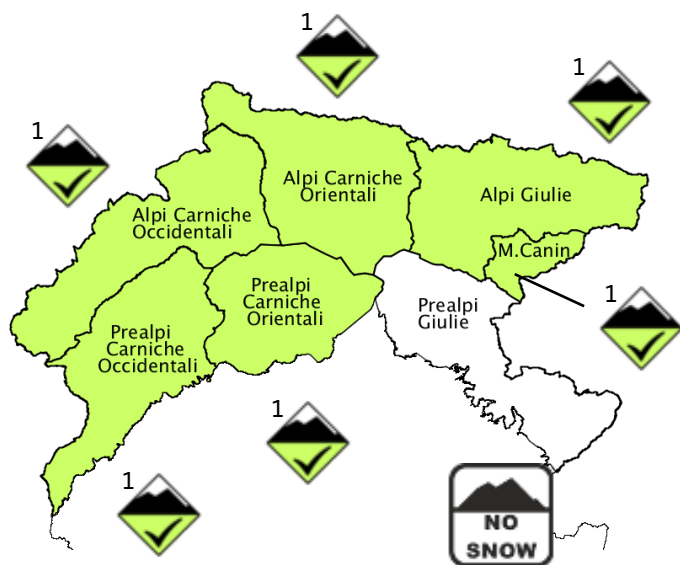 1
1
1
Alpi Carniche
Orientali
Alpi Giulie
Alpi Carniche
Occidentali
M.Canin
Prealpi
Carniche
Orientali
Prealpi
Giulie
1
Prealpi
Carniche
Occidentali
1
1
NO
SNOW